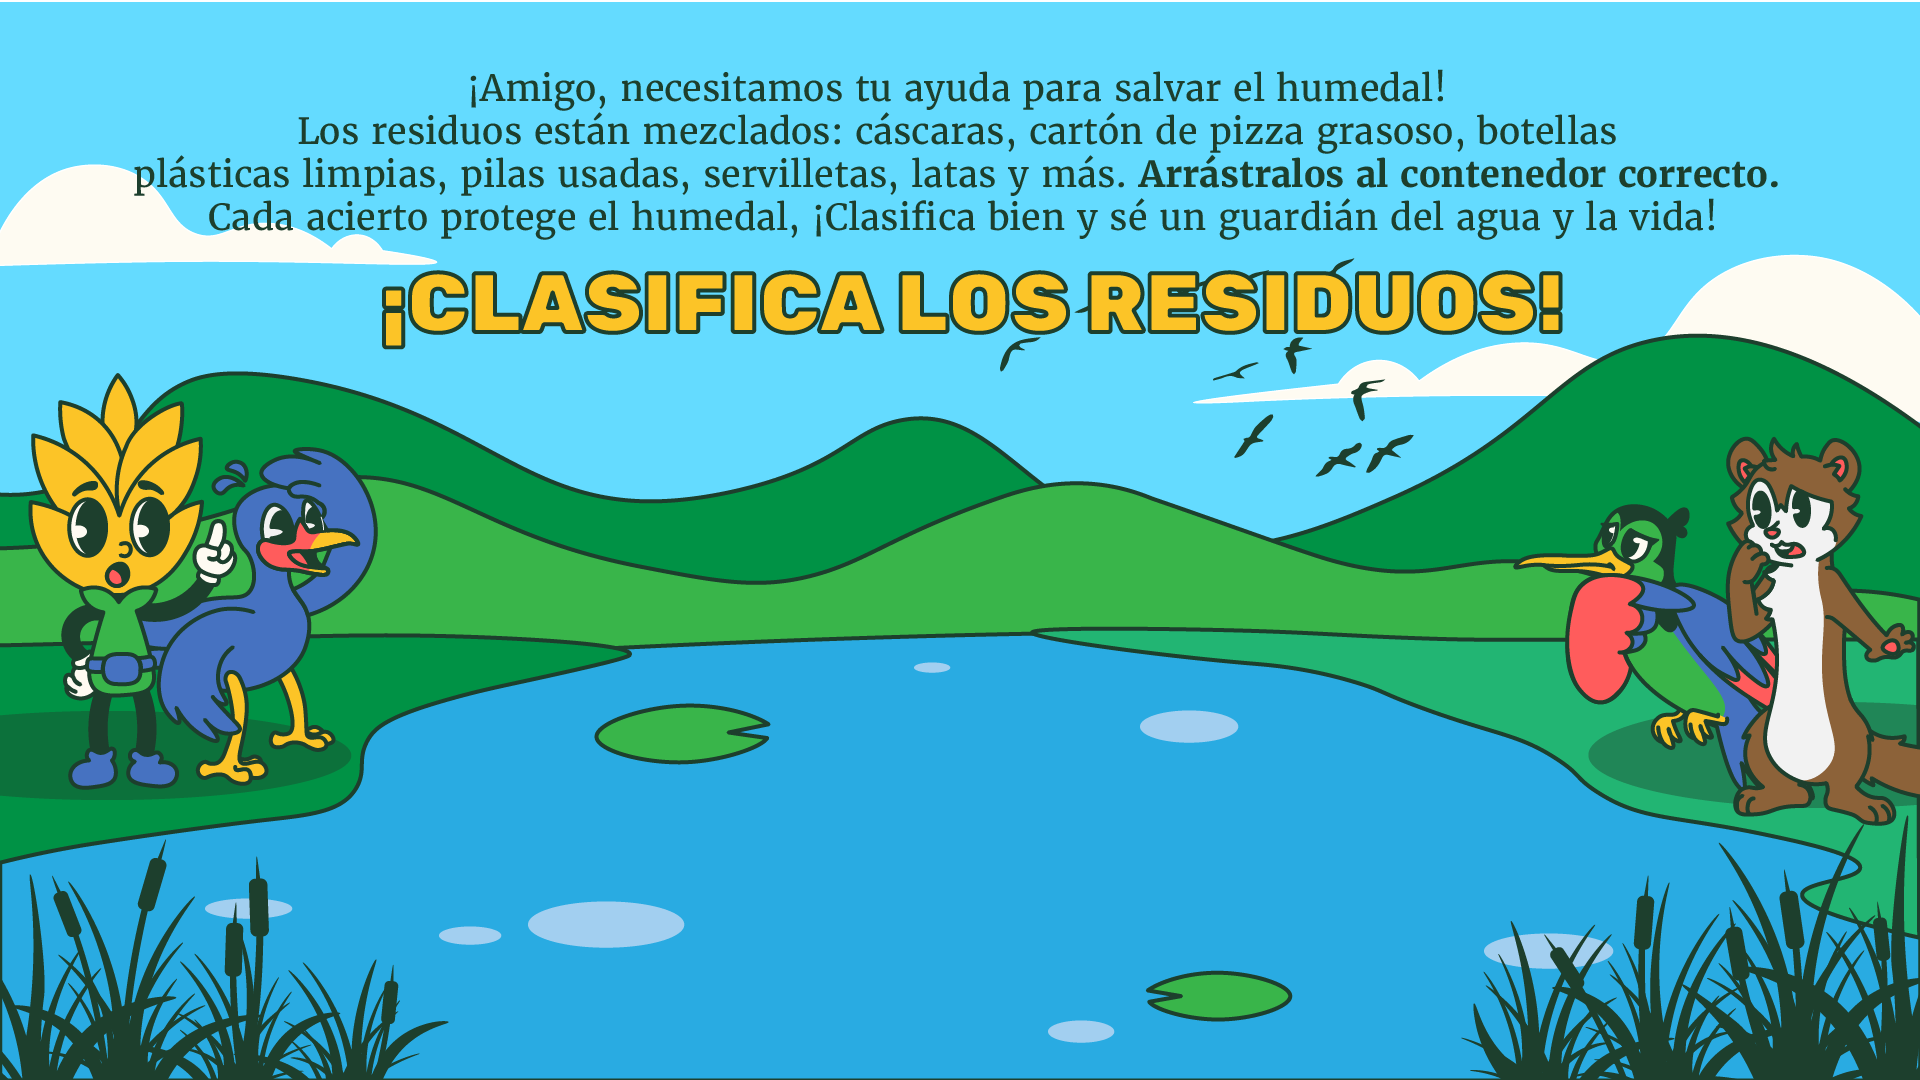 ¡Amigo, necesitamos tu ayuda para salvar el humedal!
Los residuos están mezclados: cáscaras, cartón de pizza grasoso, botellas
plásticas limpias, pilas usadas, servilletas, latas y más. Arrástralos al contenedor correcto.
Cada acierto protege el humedal, ¡Clasifica bien y sé un guardián del agua y la vida!
¡CLASIFICA LOS RESIDUOS!